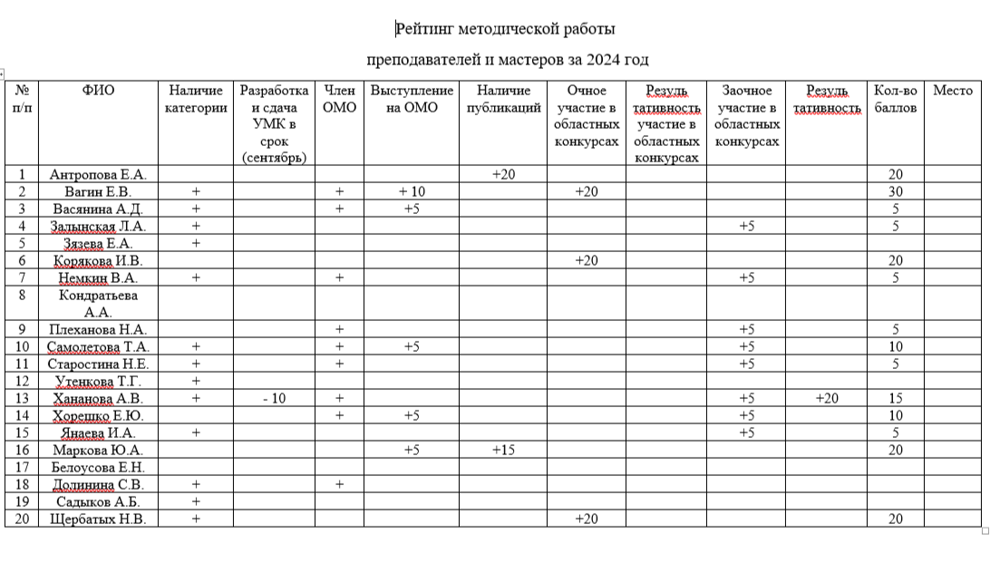 Рейтинг методической работы
преподавателей и мастеров за 2024 год
№ п/п ФИО Наличие категории Разработка и сдача УМК в срок (сентябрь) Член ОМО Выступление на ОМО Наличие публикаций Очное участие в областных конкурсах Резуль тативность участие в областных конкурсах Заочное участие в областных конкурсах Резуль тативность Кол-во баллов Место
1 Антропова Е.А. +20 20
2 Вагин Е.В. + + + 10 +20 30
3 Васянина А.Д. + + +5 5
4 Залынская Л.А. + +5 5
5 Зязева Е.А. +
6 Корякова И.В. +20 20
7 Немкин В.А. + + +5 5
8 Кондратьева
А.А.
9 Плеханова Н.А. + +5 5
10 Самолетова Т.А. + + +5 +5 10
11 Старостина Н.Е. + + +5 5
12 Утенкова Т.Г. +
13 Хананова А.В. + - 10 + +5 +20 15
14 Хорешко Е.Ю. + +5 +5 10
15 Янаева И.А. + +5 5
16 Маркова Ю.А. +5 +15 20
17 Белоусова Е.Н.
18 Долинина С.В. + +
19 Садыков А.Б. +
20 Щербатых Н.В. + +20 20